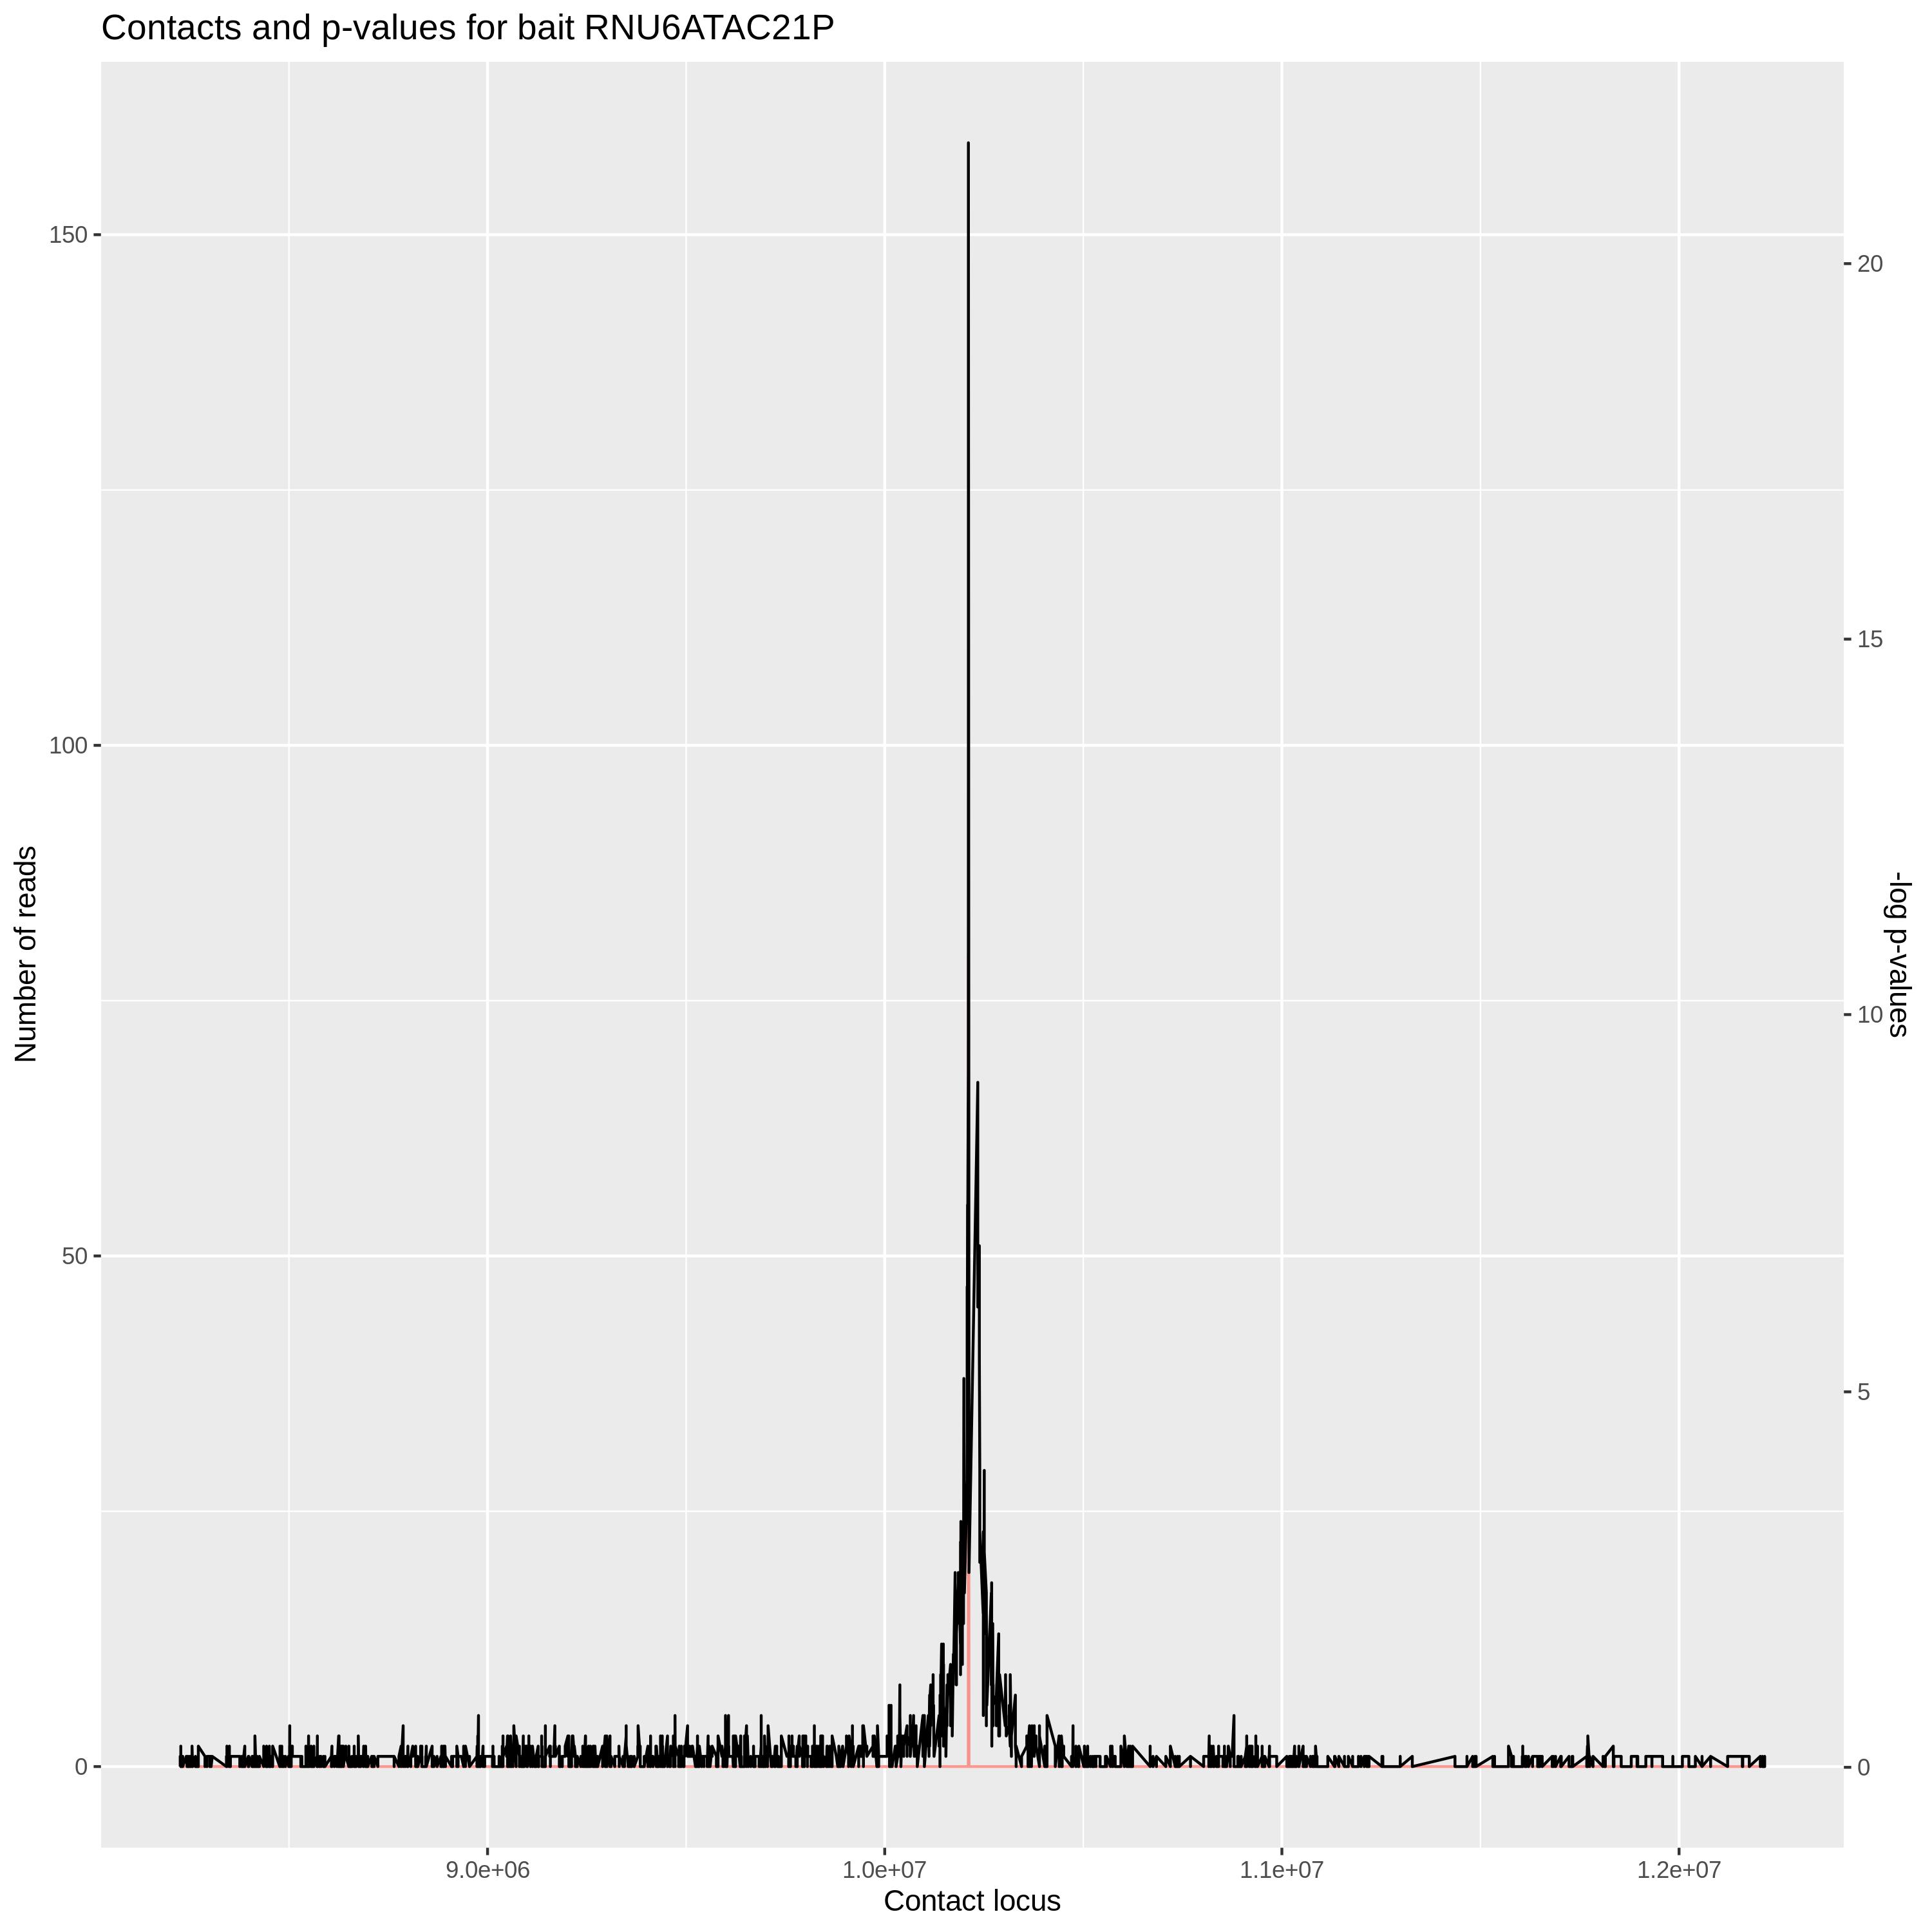 Contacts and p-values for bait RNU6ATAC21P
150
100
50
0
20
15
10
5
0
Number of reads
-log p-values
9.0e+06
1.0e+07
1.1e+07
1.2e+07
Contact locus